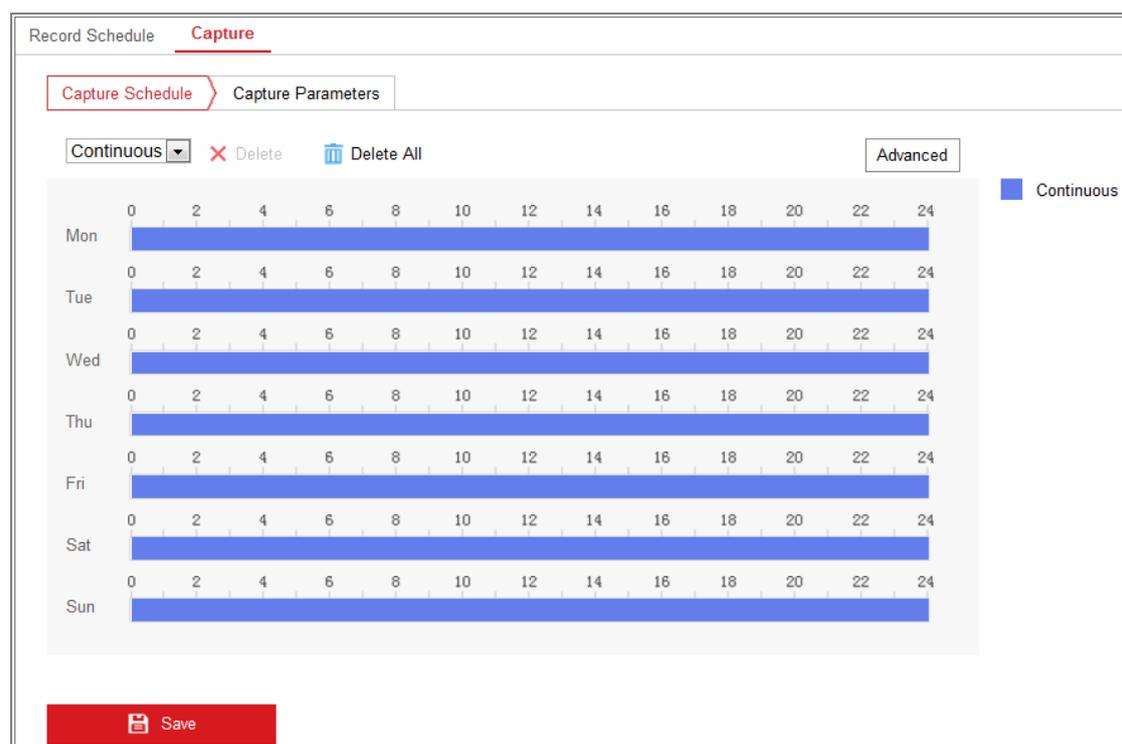 Record Schedule Capture
Capture Schedule Capture Parameters
Continuous Delete Delete All Advanced
Continuous
0 2 4 6 8 10 12 14 16 18 20 22 24
Mon
0 2 4 6 8 10 12 14 16 18 20 22 24
Tue
0 2 4 6 8 10 12 14 16 18 20 22 24
Wed
0 2 4 6 8 10 12 14 16 18 20 22 24
Thu
0 2 4 6 8 10 12 14 16 18 20 22 24
Fri
0 2 4 6 8 10 12 14 16 18 20 22 24
Sat
0 2 4 6 8 10 12 14 16 18 20 22 24
Sun
Save